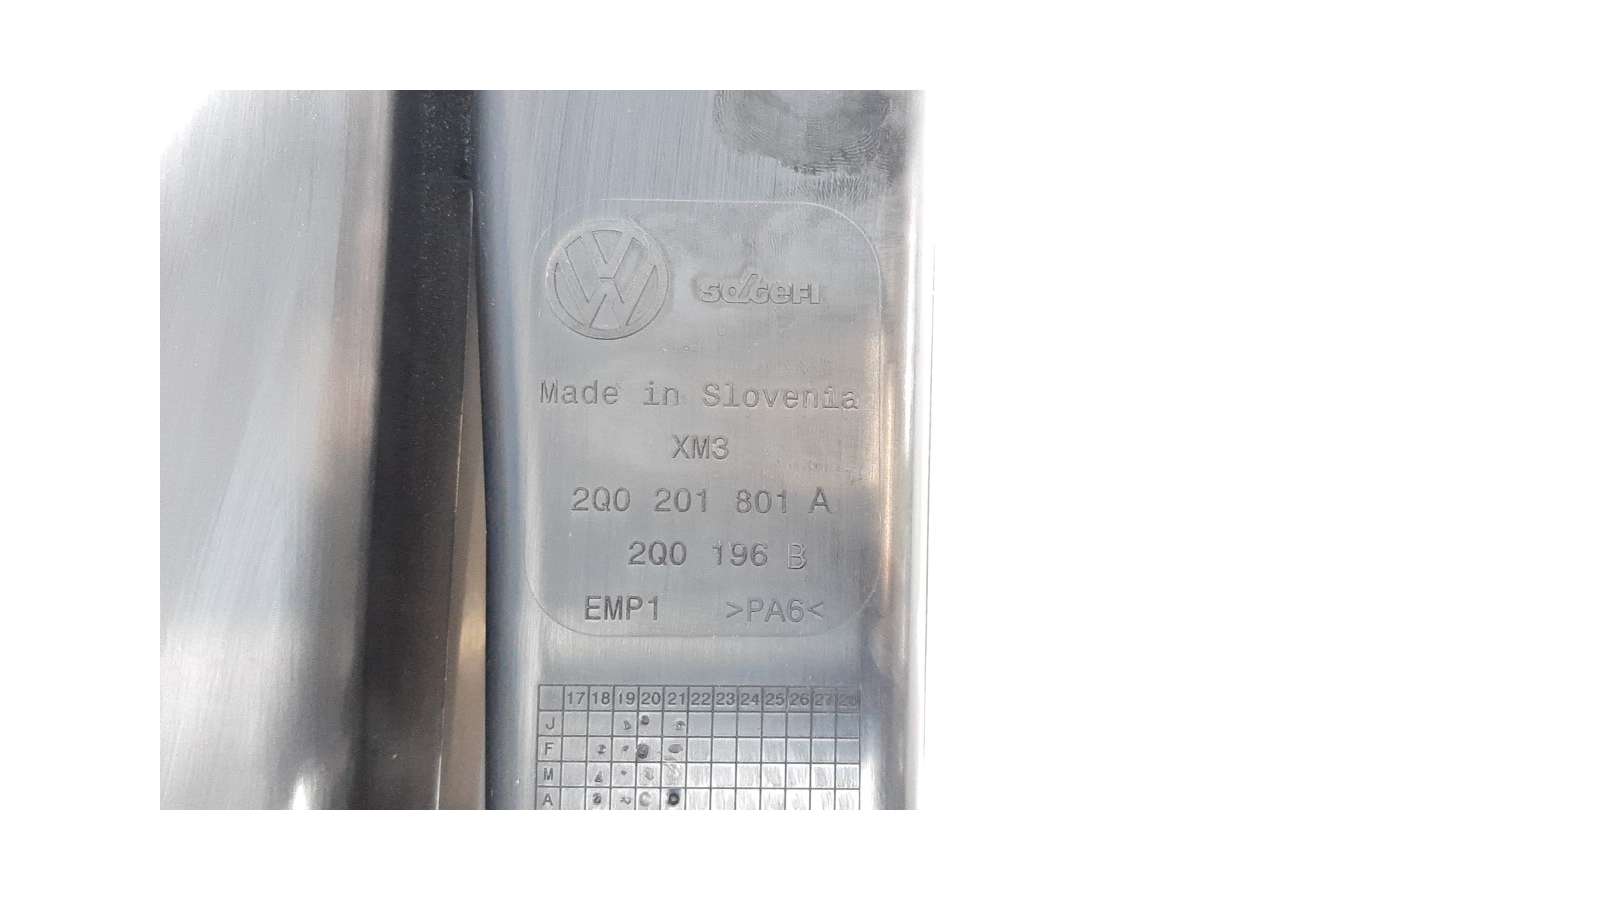 SOGEFI
Made in Slovenia
XM3
2Q0 201 801 A
2Q0 196 B
EMP1 >PA6<
17 18 19 20 21 22 23 24 25 26 27 28
J
F
M
A